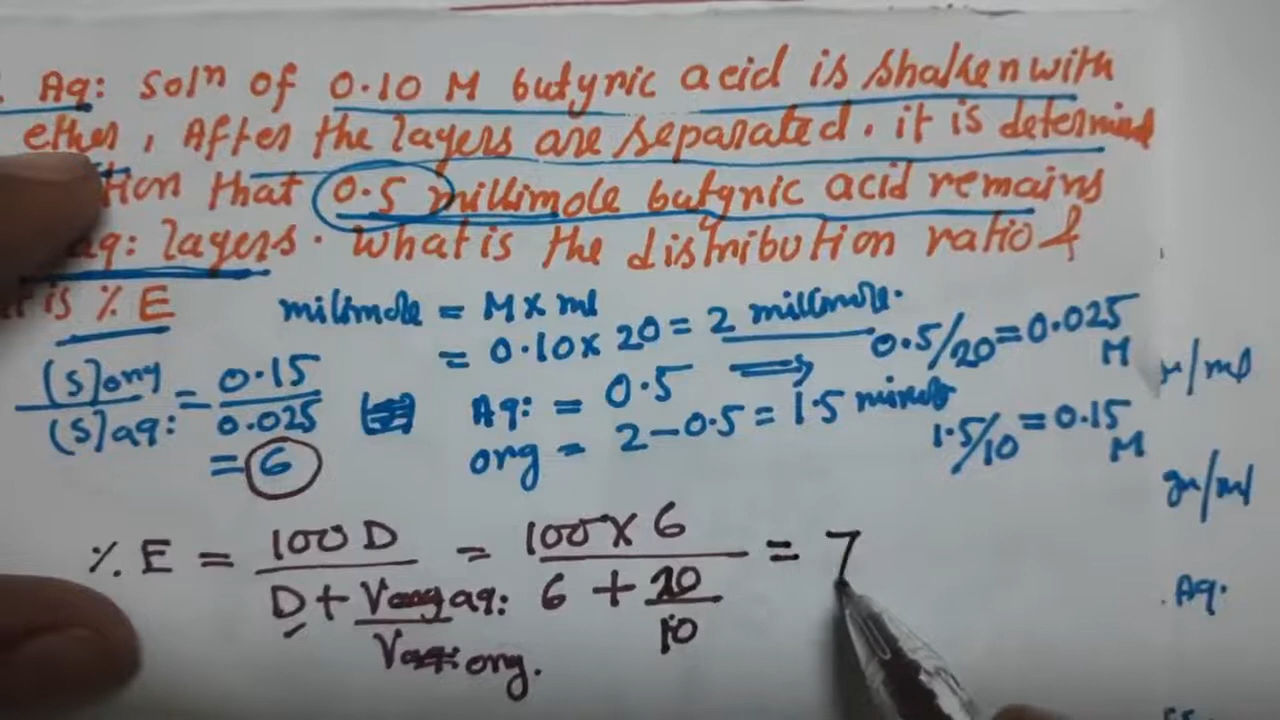 Aq: Solⁿ of 0.10 M butyric acid is shaken with
ether, After the layers are separated. it is determined
tion that 0.5 millimole butyric acid remains
aq: layers. What is the distribution ratio &
is % E
milimole = M x ml
= 0.10 x 20 = 2 millimole.
0.5/20 = 0.025 M
(S)org / (S)aq: = 0.15 / 0.025
= 6
Aq: = 0.5
org = 2 - 0.5 = 1.5
1.5/10 = 0.15 M
/ml
gm/ml
Aq.
% E = 100 D / D + V aq: / V org. = 100 x 6 / 6 + 20 / 10 = 7